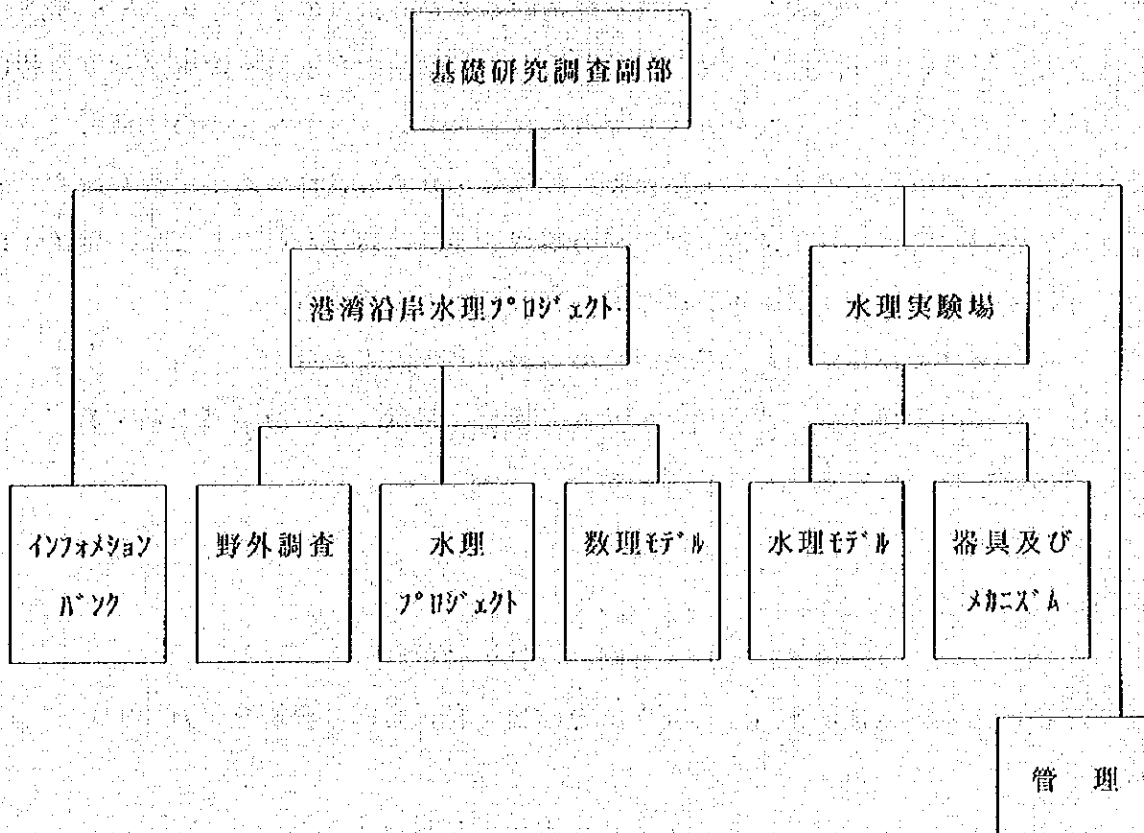 基礎研究調査副部
港湾沿岸水理プロジェクト
水理実験場
インフォメション
バンク
野外調査
水理
プロジェクト
数理モデル
水理モデル
器具及び
メカニズム
管 理